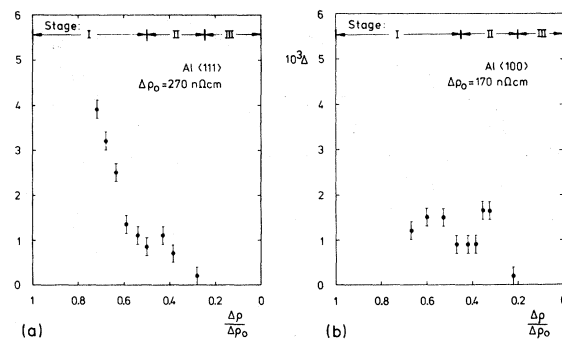 Stage:
I II III
Al ⟨111⟩
Δρ₀ = 270 nΩcm
6
5
4
3
2
1
0
1 0.8 0.6 0.4 0.2 0
Δρ
Δρ₀
(a)
Stage:
I II III
10³Δ
Al ⟨100⟩
Δρ₀ = 170 nΩcm
6
5
4
3
2
1
0
1 0.8 0.6 0.4 0.2 0
Δρ
Δρ₀
(b)